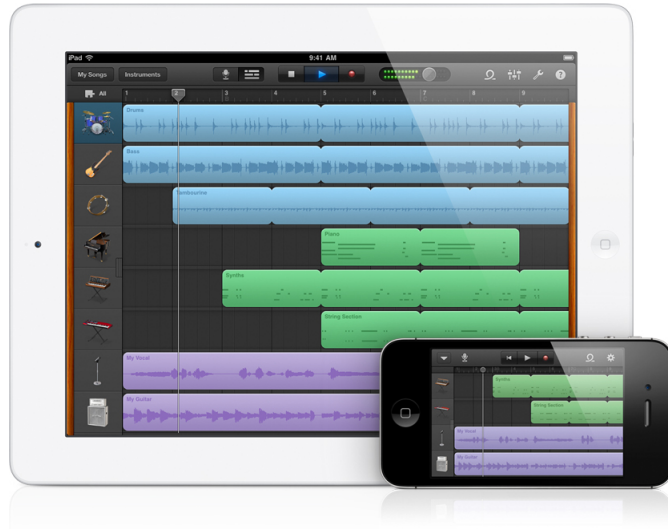 iPad 9:41 AM
My Songs Instruments
All 1 2 3 4 5 6 7 8 9
Drums
Bass
Tambourine
Piano
Synths
String Section
My Vocal
My Guitar
Synths
String Section
My Vocal
My Guitar